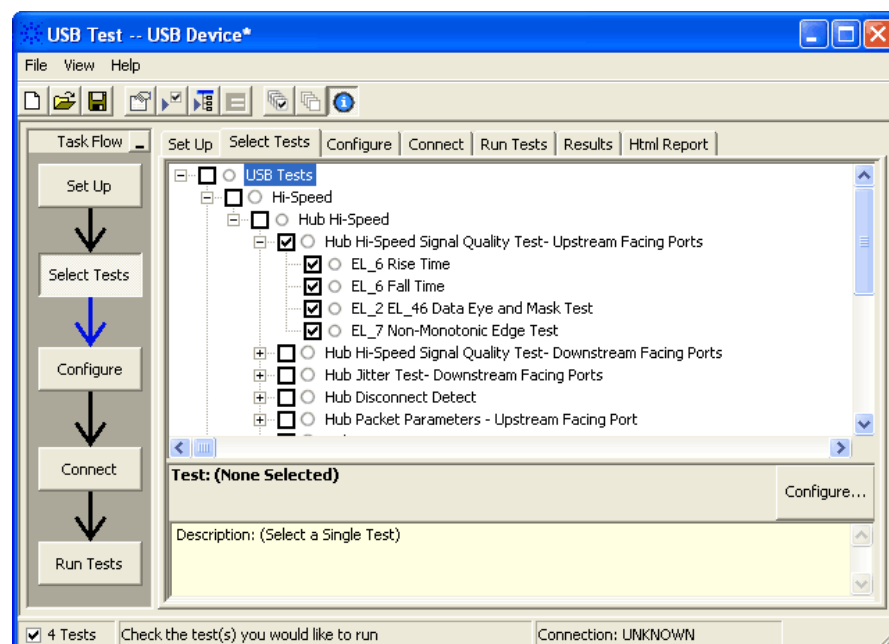 USB Test -- USB Device*
File View Help
Task Flow
Set Up
Select Tests
Configure
Connect
Run Tests
Set Up Select Tests Configure Connect Run Tests Results Html Report
USB Tests
Hi-Speed
Hub Hi-Speed
Hub Hi-Speed Signal Quality Test- Upstream Facing Ports
EL_6 Rise Time
EL_6 Fall Time
EL_2 EL_46 Data Eye and Mask Test
EL_7 Non-Monotonic Edge Test
Hub Hi-Speed Signal Quality Test- Downstream Facing Ports
Hub Jitter Test- Downstream Facing Ports
Hub Disconnect Detect
Hub Packet Parameters - Upstream Facing Port
Test: (None Selected)
Configure...
Description: (Select a Single Test)
4 Tests Check the test(s) you would like to run Connection: UNKNOWN